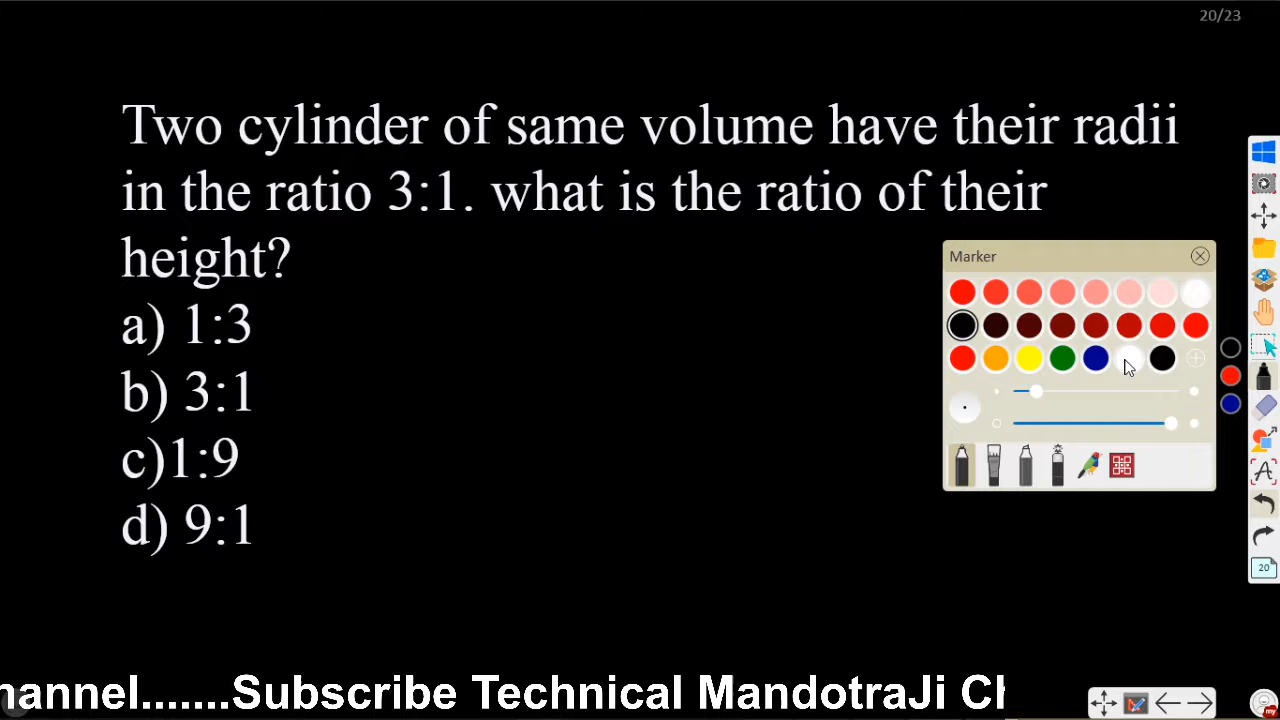 20/23
Two cylinder of same volume have their radii
in the ratio 3:1. what is the ratio of their
height?
a) 1:3
b) 3:1
c)1:9
d) 9:1
Marker
20
hannel.......Subscribe Technical MandotraJi Cl